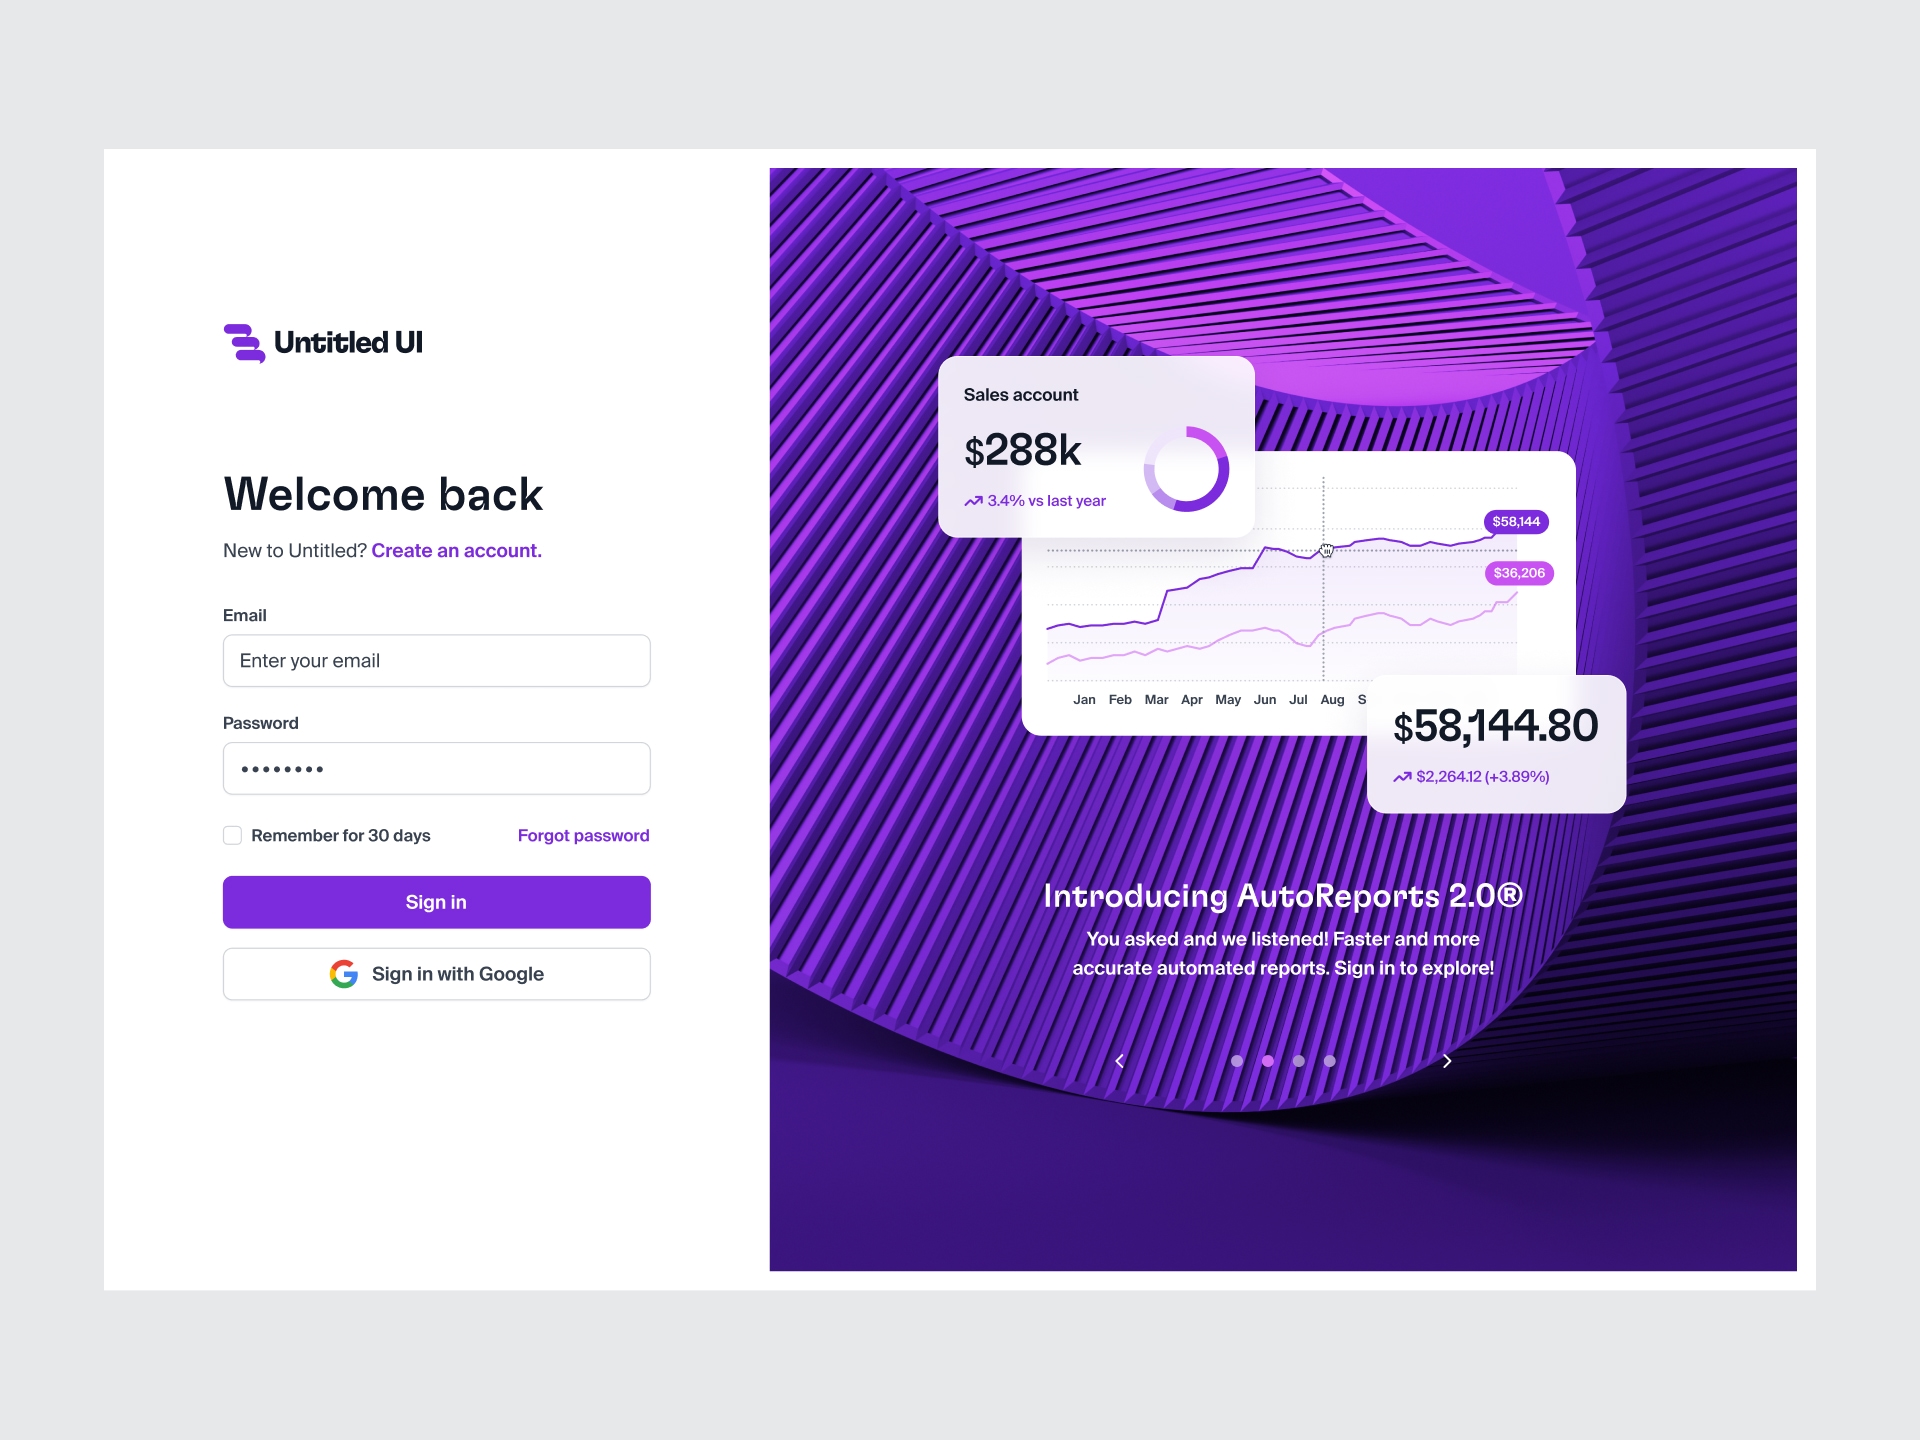 Untitled UI
Welcome back
New to Untitled? Create an account.
Email
Enter your email
Password
••••••••
Remember for 30 days
Forgot password
Sign in
Sign in with Google
Sales account
$288k
3.4% vs last year
$58,144
$36,206
Jan Feb Mar Apr May Jun Jul Aug S
$58,144.80
$2,264.12 (+3.89%)
Introducing AutoReports 2.0®
You asked and we listened! Faster and more
accurate automated reports. Sign in to explore!